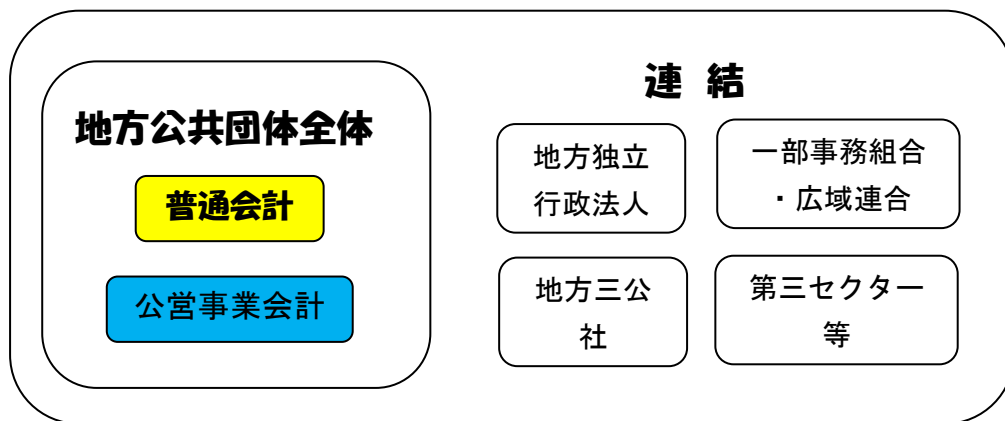 連 結
地方公共団体全体
普通会計
公営事業会計
地方独立
行政法人
一部事務組合
・広域連合
地方三公
社
第三セクター
等